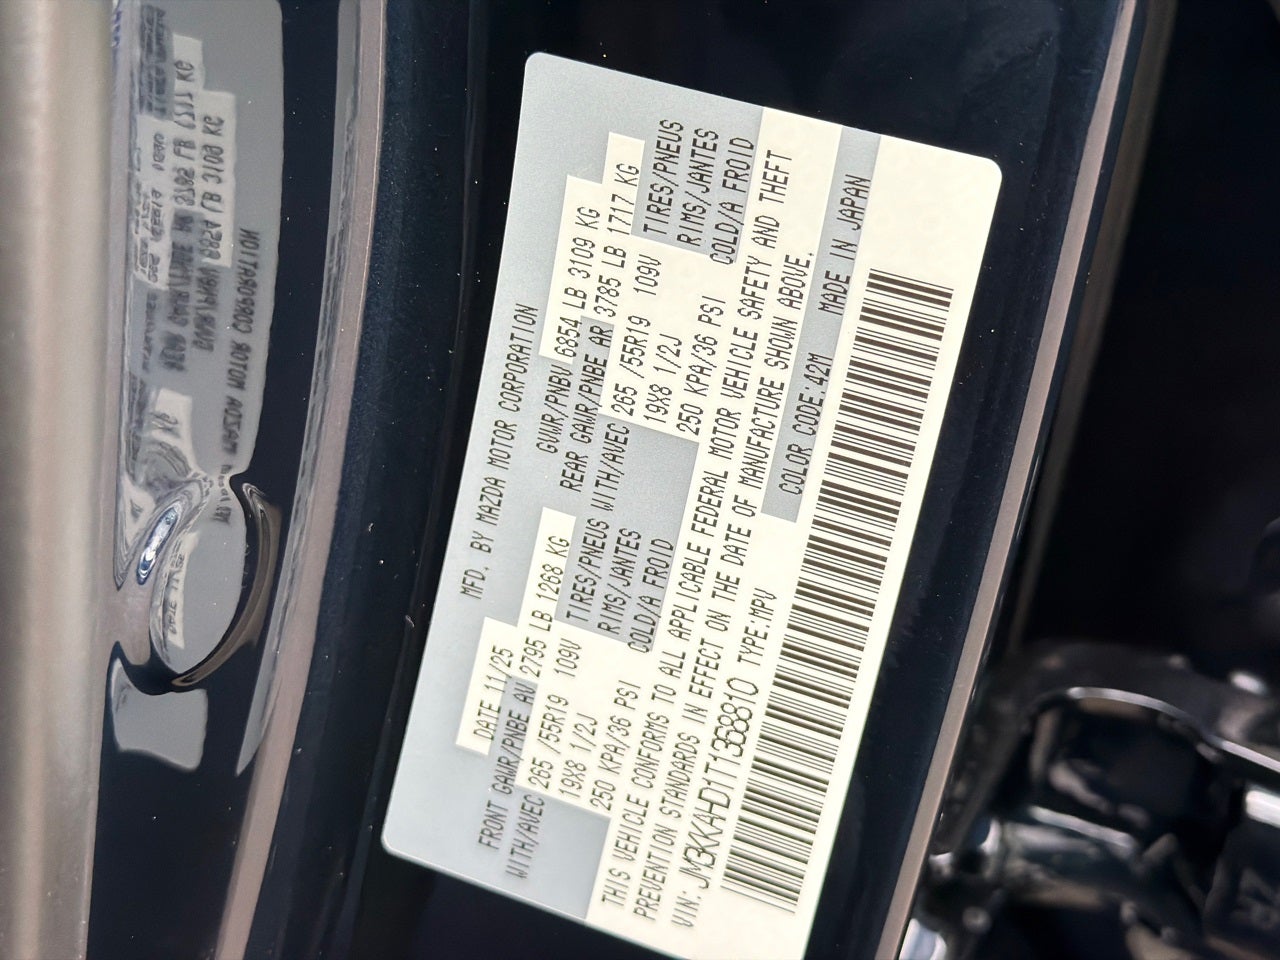 MFD. BY MAZDA MOTOR CORPORATION
DATE 11/25 GVWR/PNBV 6854 LB 3109 KG
FRONT GAWR/PNBE AV 2795 LB 1268 KG REAR GAWR/PNBE AR 3785 LB 1717 KG
WITH/AVEC 265 /55R19 109V TIRES/PNEUS WITH/AVEC 265 /55R19 109V TIRES/PNEUS
19X8 1/2J RIMS/JANTES 19X8 1/2J RIMS/JANTES
250 KPA/36 PSI COLD/A FROID 250 KPA/36 PSI COLD/A FROID
THIS VEHICLE CONFORMS TO ALL APPLICABLE FEDERAL MOTOR VEHICLE SAFETY AND THEFT
PREVENTION STANDARDS IN EFFECT ON THE DATE OF MANUFACTURE SHOWN ABOVE.
VIN: JM3KKAHD1T1368810 TYPE:MPV COLOR CODE:42M MADE IN JAPAN